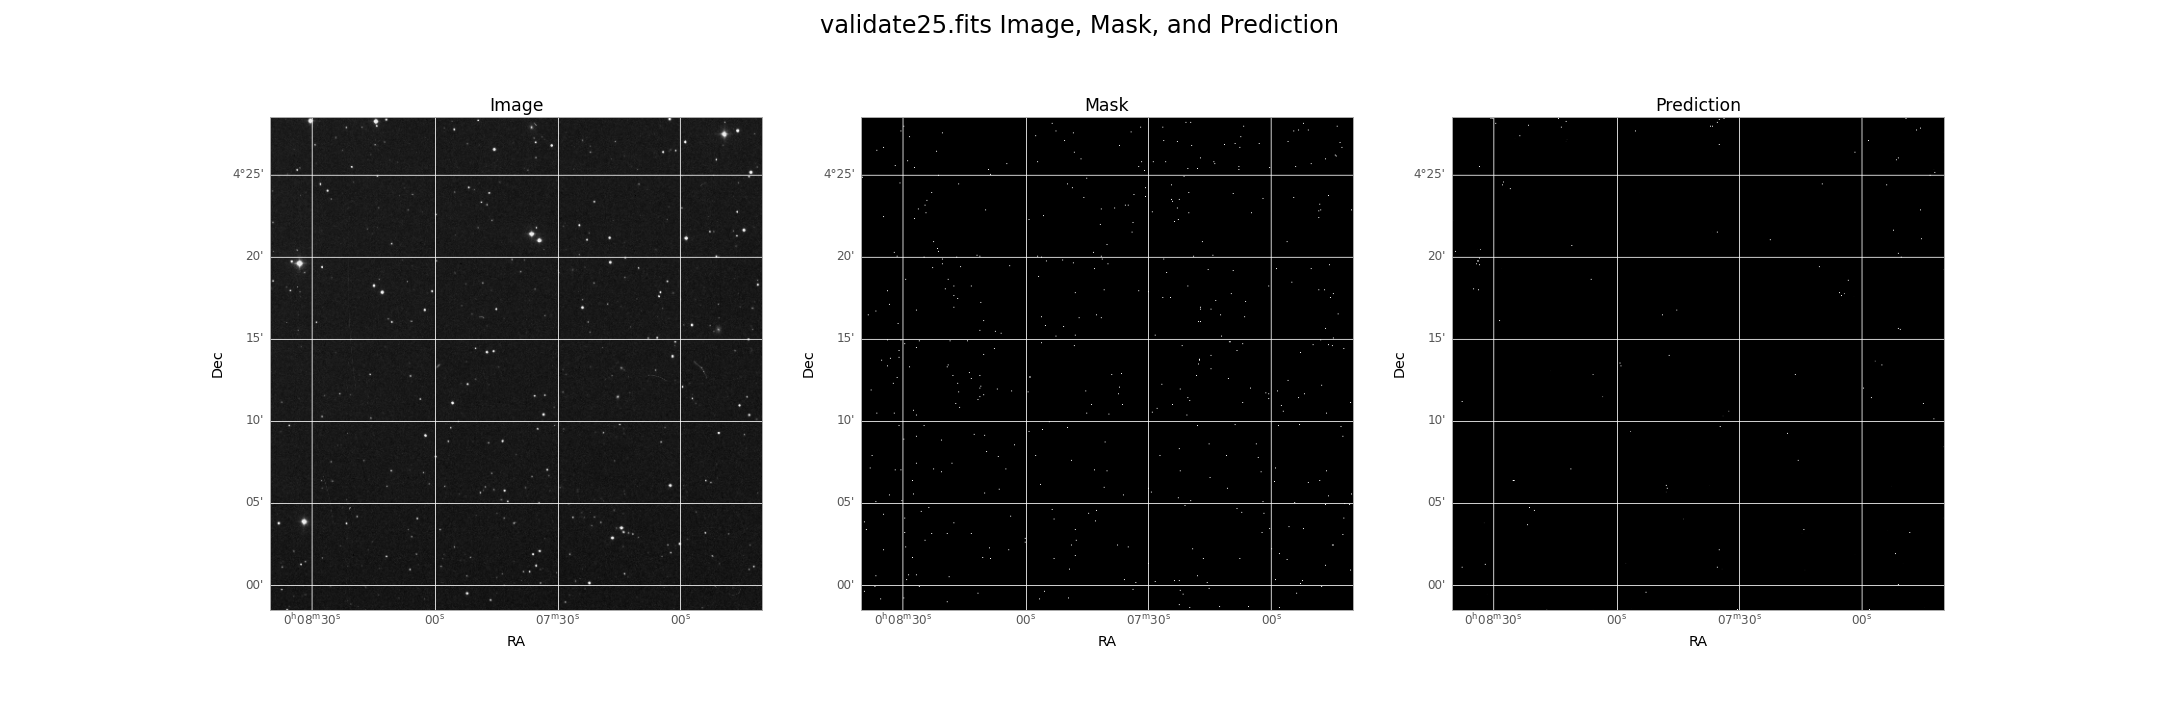 validate25.fits Image, Mask, and Prediction
Image
Mask
Prediction
4°25'
20'
15'
10'
05'
00'
Dec
0ʰ08ᵐ30ˢ
00ˢ
07ᵐ30ˢ
00ˢ
RA
4°25'
20'
15'
10'
05'
00'
Dec
0ʰ08ᵐ30ˢ
00ˢ
07ᵐ30ˢ
00ˢ
RA
4°25'
20'
15'
10'
05'
00'
Dec
0ʰ08ᵐ30ˢ
00ˢ
07ᵐ30ˢ
00ˢ
RA